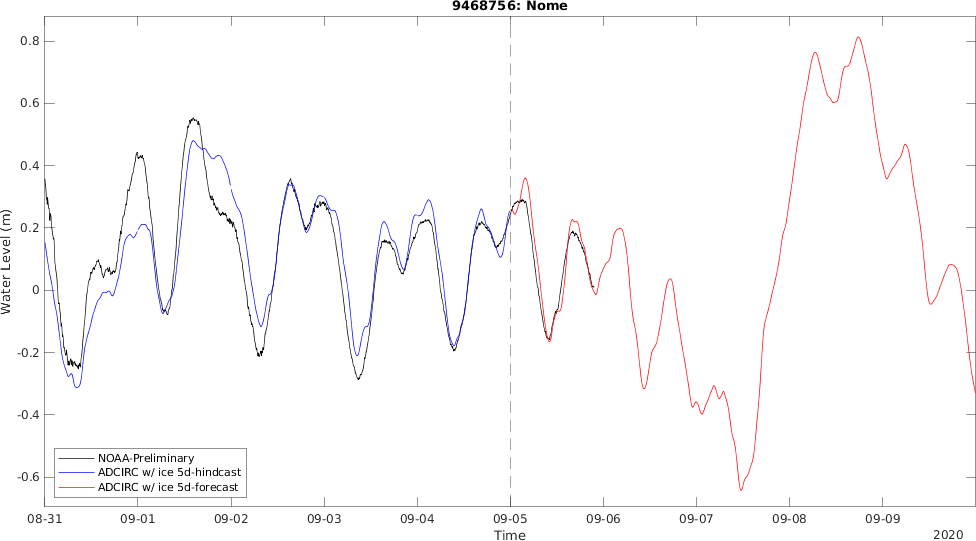 9468756: Nome
0.8
0.6
0.4
0.2
0
-0.2
-0.4
-0.6
Water Level (m)
NOAA-Preliminary
ADCIRC w/ ice 5d-hindcast
ADCIRC w/ ice 5d-forecast
08-31 09-01 09-02 09-03 09-04 09-05 09-06 09-07 09-08 09-09
Time
2020